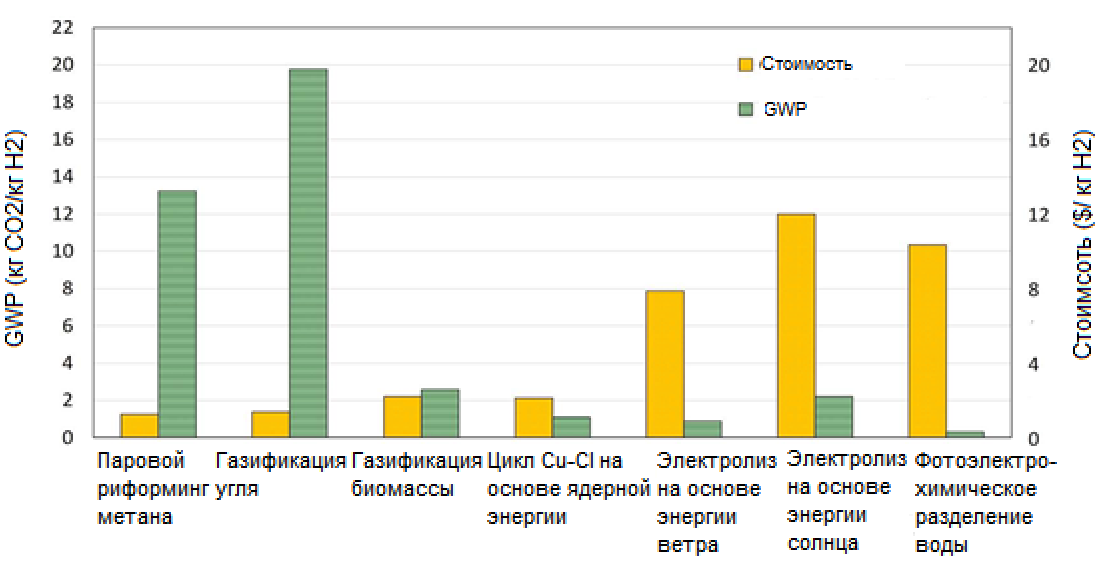 GWP (кг CO2/кг H2)
22
20
18
16
14
12
10
8
6
4
2
0
Стоимость
GWP
20
16
12
8
4
0
Стоимсоть ($/ кг H2)
Паровой
риформинг
метана
Газификация
угля
Газификация
биомассы
Цикл Cu-Cl на
основе ядерной
энергии
Электролиз
на основе
энергии
ветра
Электролиз
на основе
энергии
солнца
Фотоэлектро-
химическое
разделение
воды